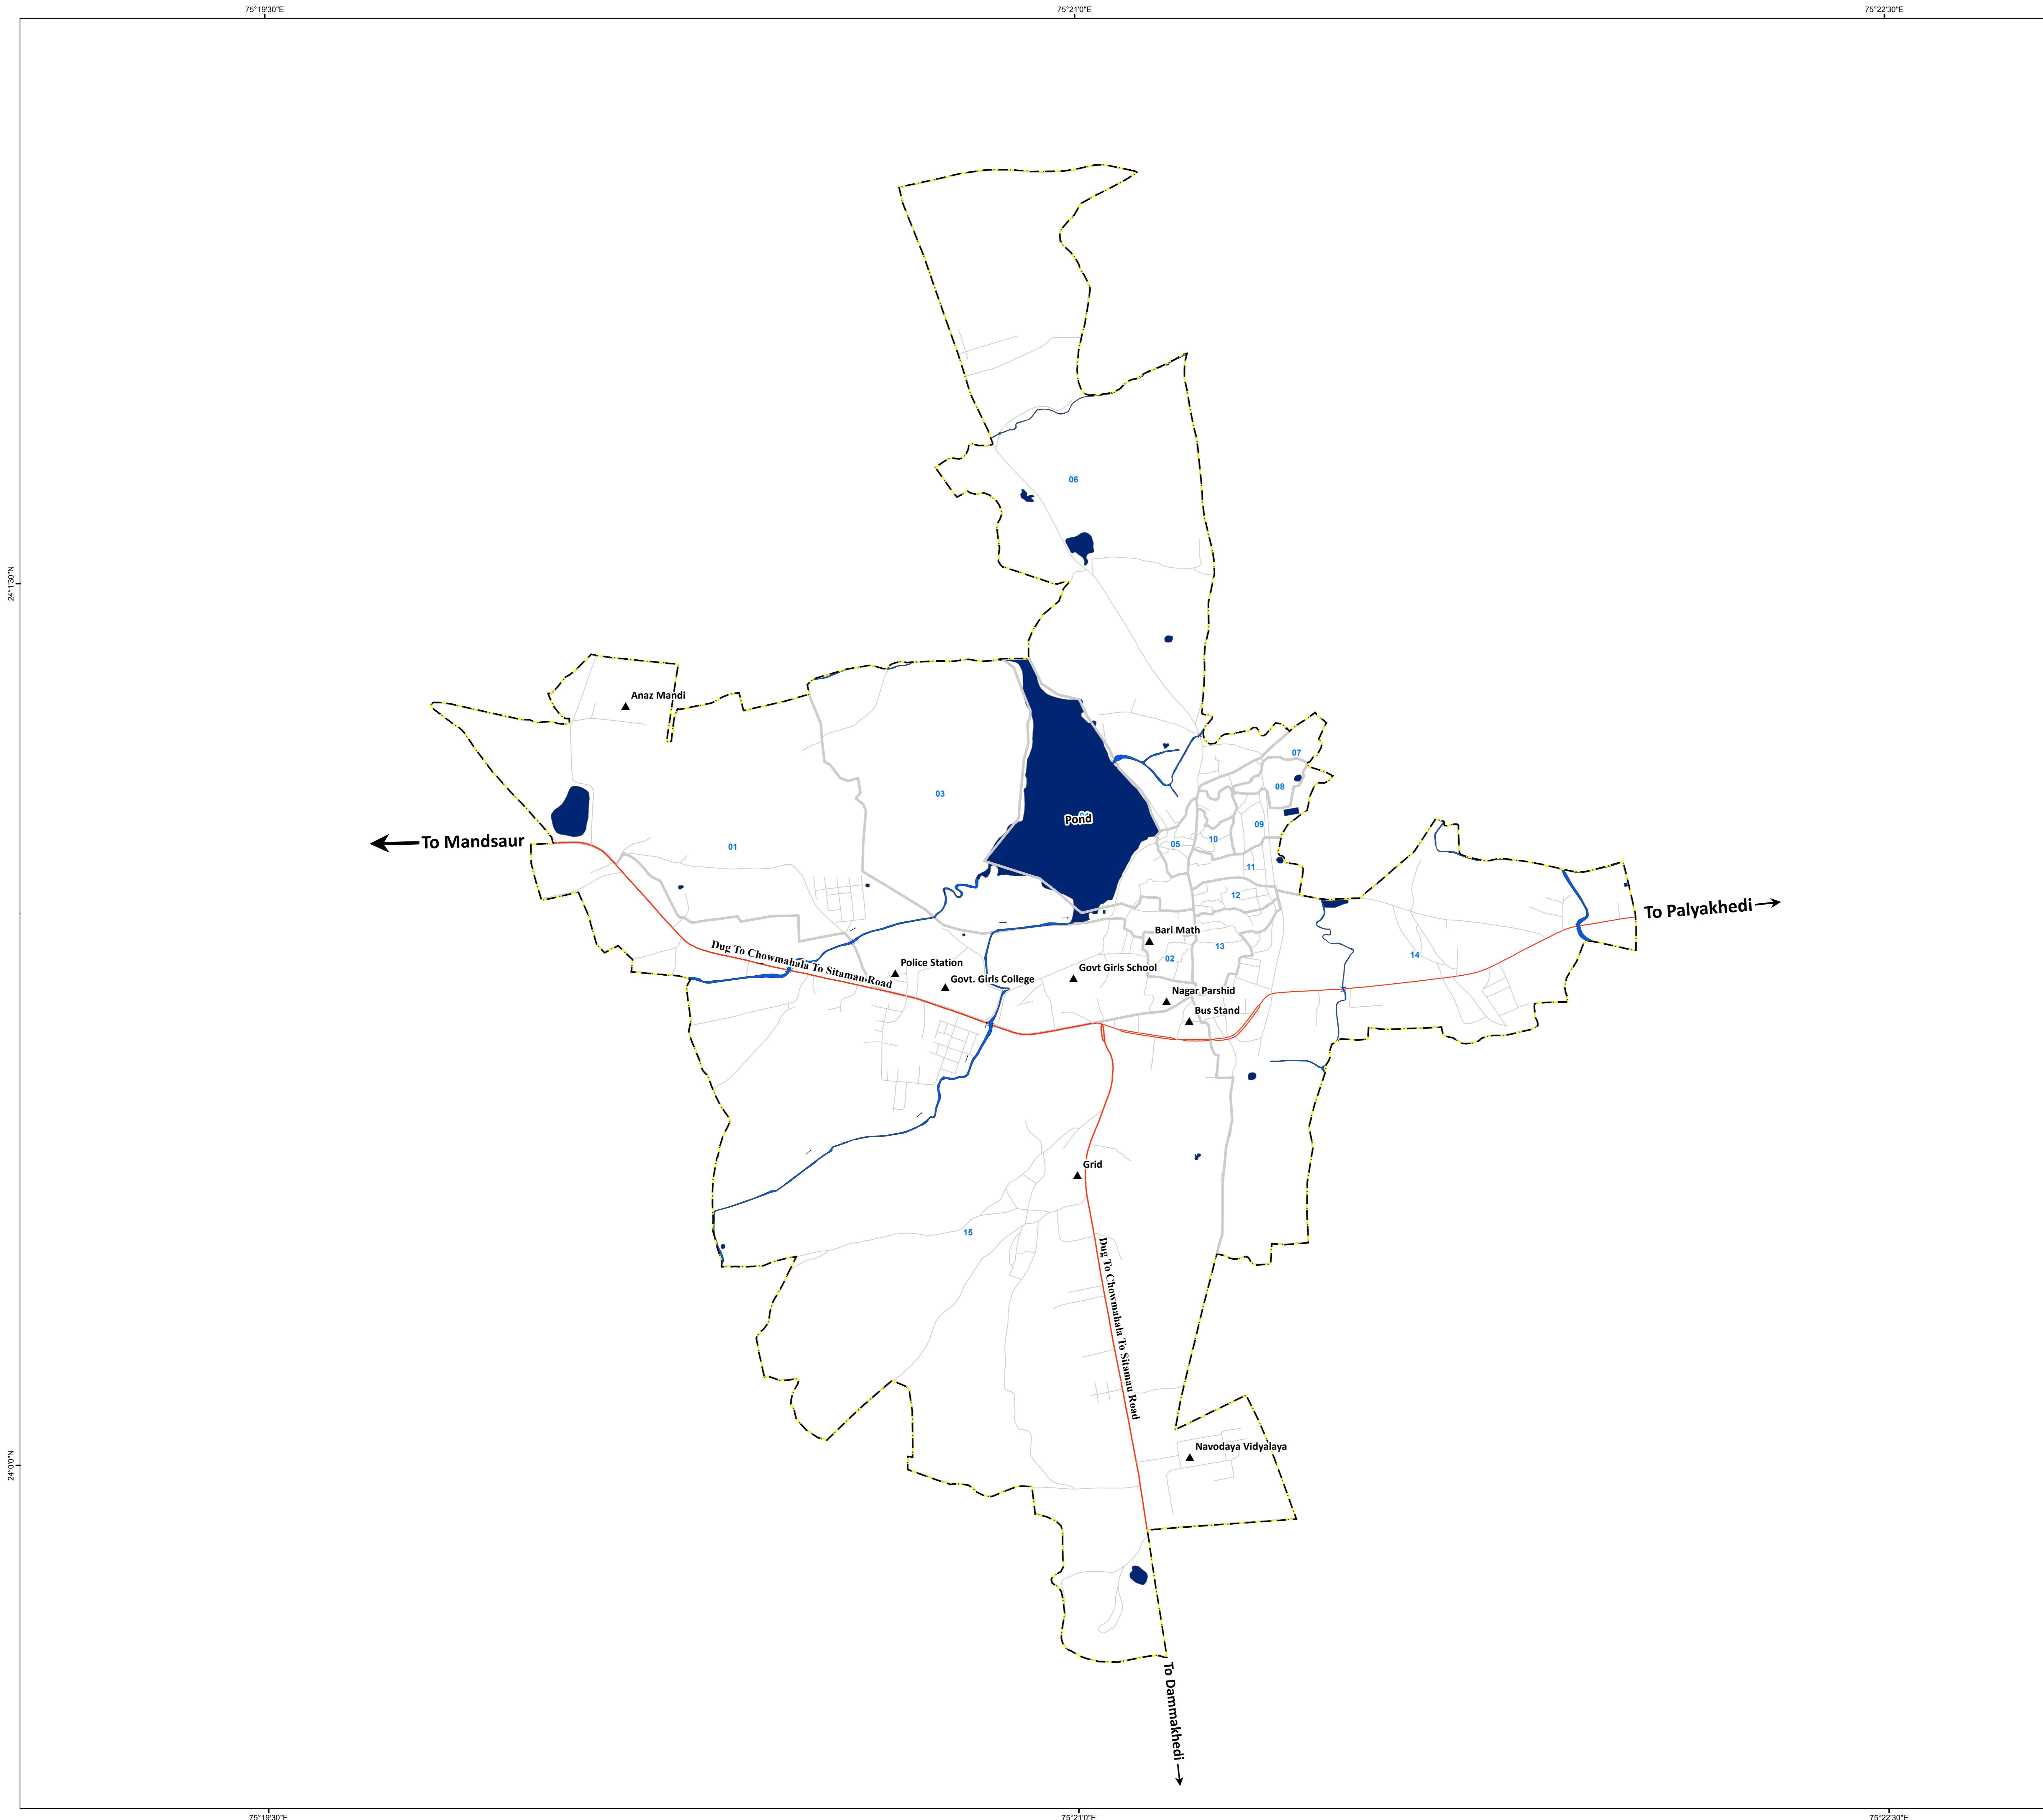 75°19'30"E
75°21'0"E
75°22'30"E
06
24°1'30"N
Anaz Mandi
07
08
03
Pond
09
10
05
To Mandsaur
01
11
12
To Palyakhedi
Bari Math
13
Dug To Chowmahala To Sitamau Road
02
14
Police Station
Govt Girls School
Govt. Girls College
Nagar Parshid
Bus Stand
Grid
15
Dug To Chowmahala To Sitamau Road
Navodaya Vidyalaya
24°0'0"N
To Dammakhedi
75°19'30"E
75°21'0"E
75°22'30"E